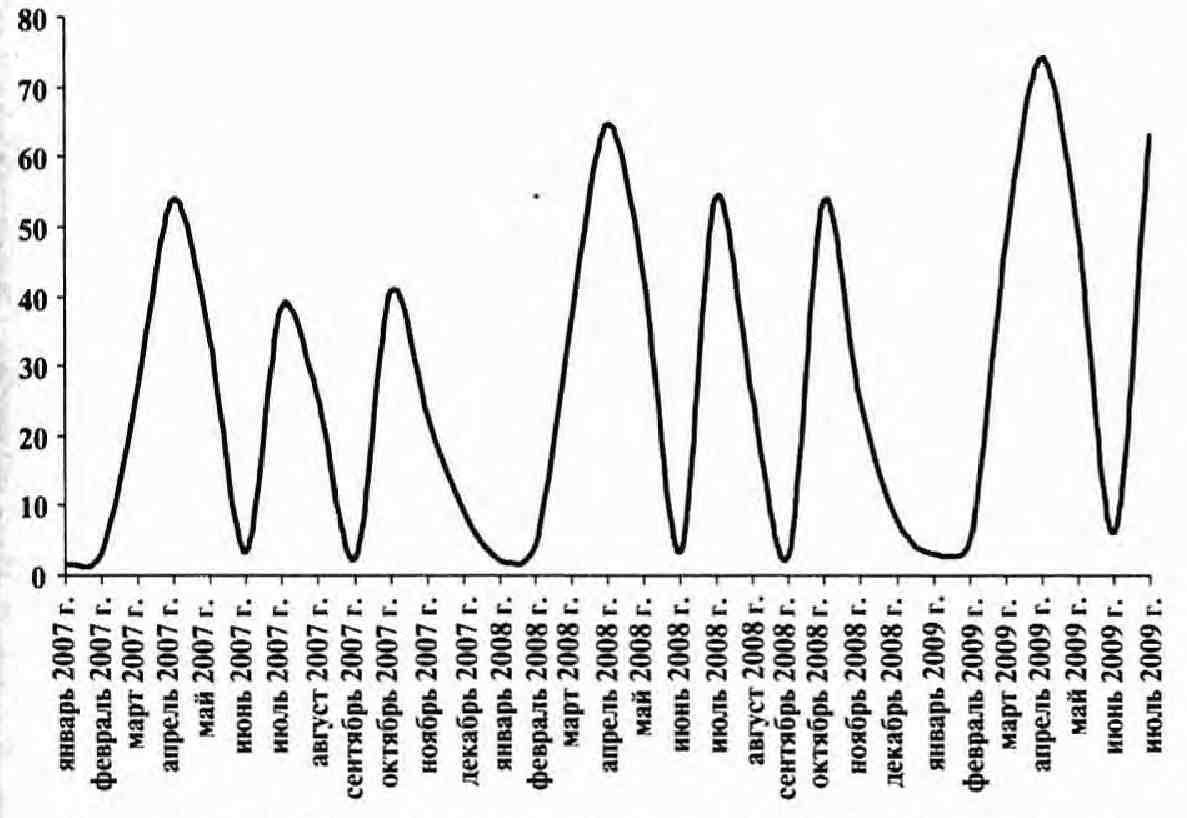 80
70
60
50
40
30
20
10
0
январь 2007 г.
февраль 2007 г.
март 2007 г.
апрель 2007 г.
май 2007 г.
июнь 2007 г.
июль 2007 г.
август 2007 г.
сентябрь 2007 г.
октябрь 2007 г.
ноябрь 2007 г.
декабрь 2007 г.
январь 2008 г.
февраль 2008 г.
март 2008 г.
апрель 2008 г.
май 2008 г.
июнь 2008 г.
июль 2008 г.
август 2008 г.
сентябрь 2008 г.
октябрь 2008 г.
ноябрь 2008 г.
декабрь 2008 г.
январь 2009 г.
февраль 2009 г.
март 2009 г.
апрель 2009 г.
май 2009 г.
июнь 2009 г.
июль 2009 г.